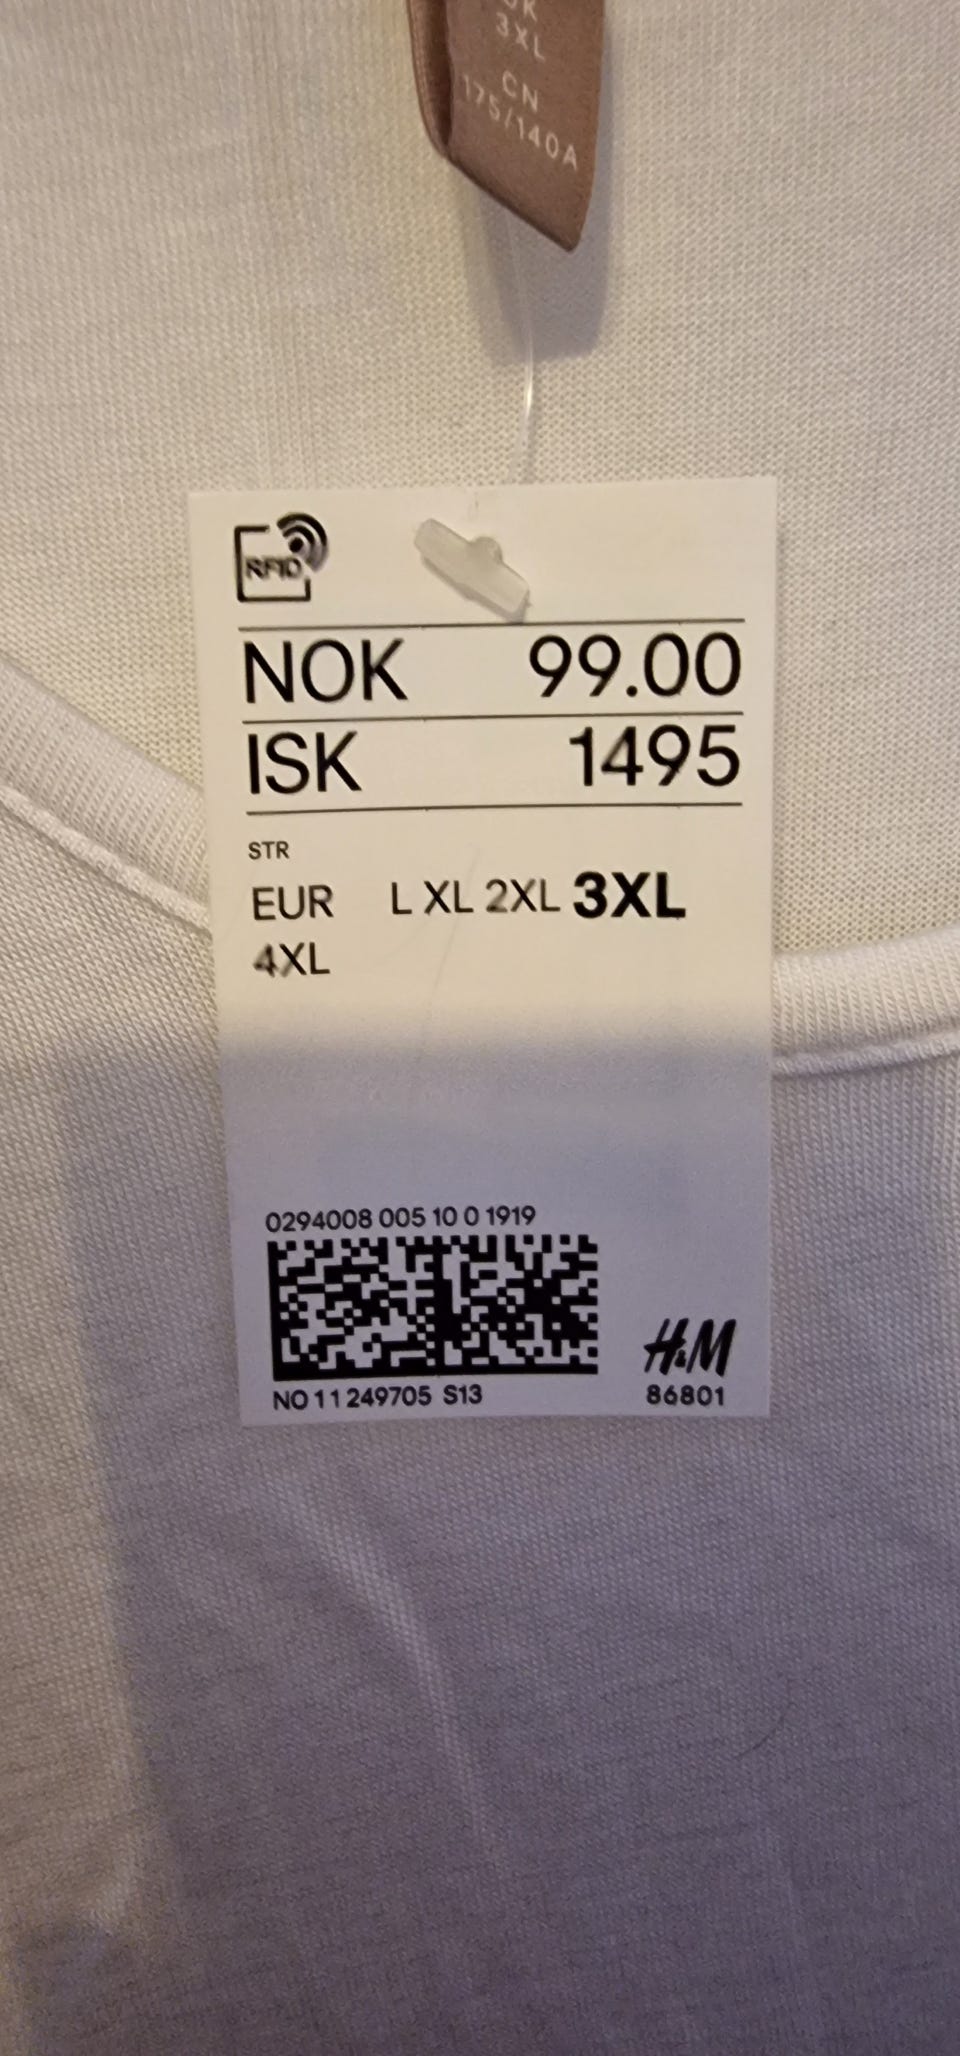 3XL
CN
175/140A
RFID
NOK 99.00
ISK 1495
STR
EUR L XL 2XL 3XL
4XL
0294008 005 10 0 1919
NO 11 249705 S13
H&M
86801